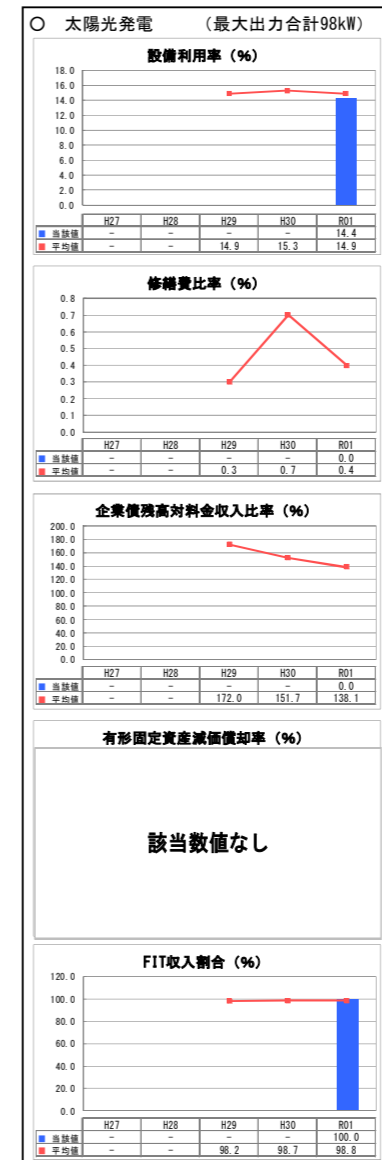 ○ 太陽光発電 （最大出力合計98kW）
設備利用率（%）
18.0
16.0
14.0
12.0
10.0
8.0
6.0
4.0
2.0
0.0
H27 H28 H29 H30 R01
当該値 － － － － 14.4
平均値 － － 14.9 15.3 14.9
修繕費比率（%）
0.8
0.7
0.6
0.5
0.4
0.3
0.2
0.1
0.0
H27 H28 H29 H30 R01
当該値 － － － － 0.0
平均値 － － 0.3 0.7 0.4
企業債残高対料金収入比率（%）
200.0
180.0
160.0
140.0
120.0
100.0
80.0
60.0
40.0
20.0
0.0
H27 H28 H29 H30 R01
当該値 － － － － 0.0
平均値 － － 172.0 151.7 138.1
有形固定資産減価償却率（%）
該当数値なし
FIT収入割合（%）
120.0
100.0
80.0
60.0
40.0
20.0
0.0
H27 H28 H29 H30 R01
当該値 － － － － 100.0
平均値 － － 98.2 98.7 98.8